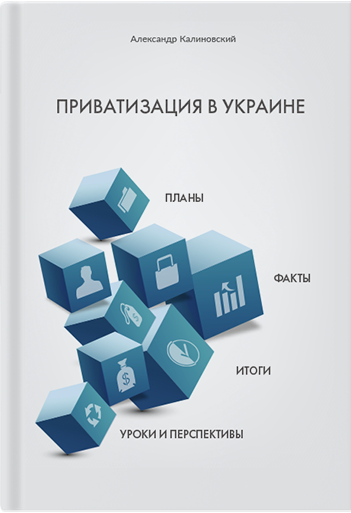 Александр Калиновский
ПРИВАТИЗАЦИЯ В УКРАИНЕ
ПЛАНЫ
ФАКТЫ
ИТОГИ
УРОКИ И ПЕРСПЕКТИВЫ
$